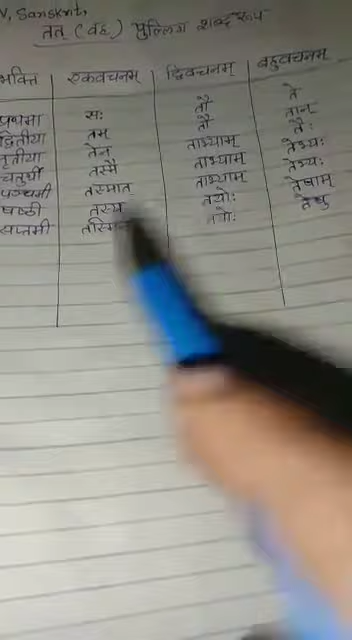 V, Sanskrit
तत् (वह) पुल्लिंग शब्द रूप
भक्ति एकवचनम् द्विवचनम् बहुवचनम्
प्रथमा सः तौ ते
द्वितीया तम् तौ तान्
तृतीया तेन ताभ्याम् तैः
चतुर्थी तस्मै ताभ्याम् तेभ्यः
पञ्चमी तस्मात ताभ्याम् तेभ्यः
षष्ठी तस्य तयोः तेषाम्
सप्तमी तयोः तेषु